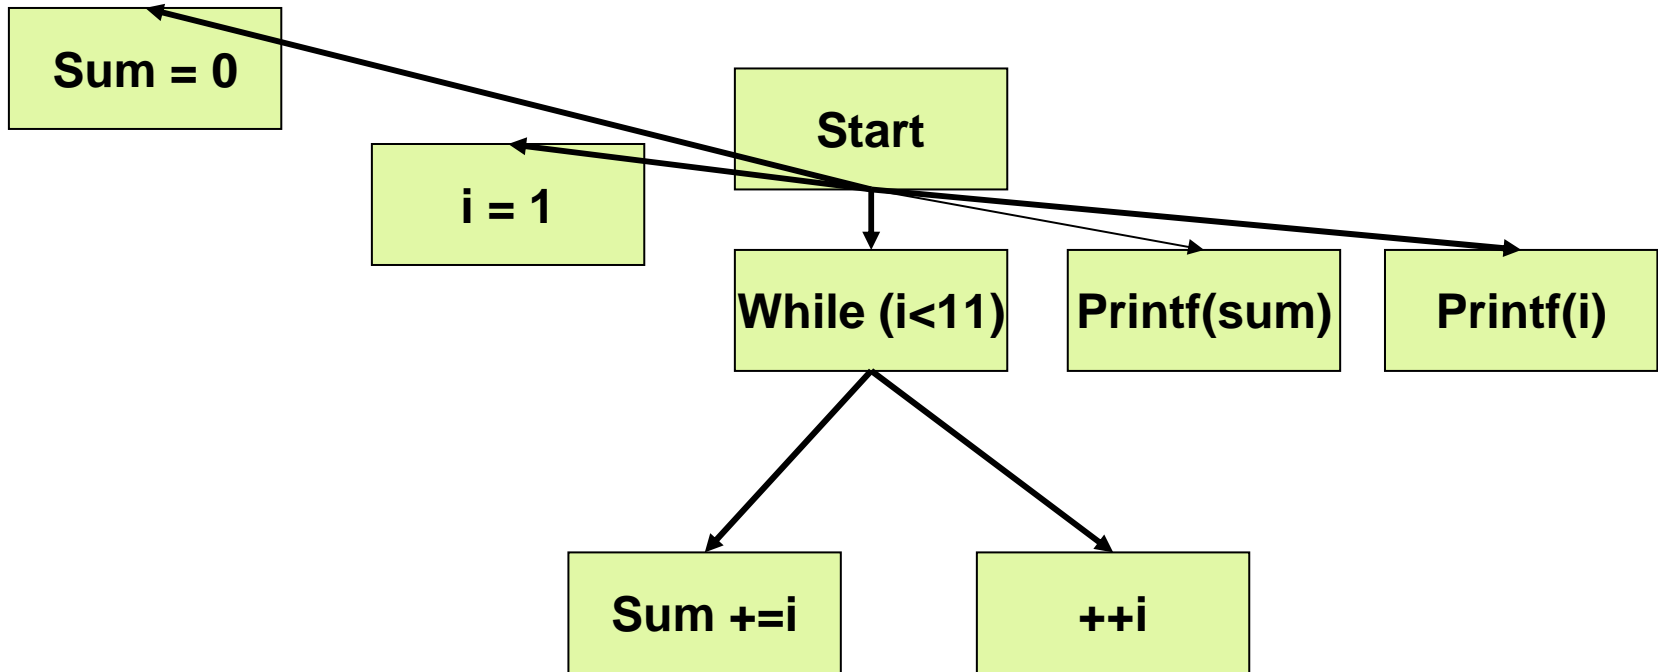 Sum = 0
Start
i = 1
While (i<11)
Printf(sum)
Printf(i)
Sum +=i
++i